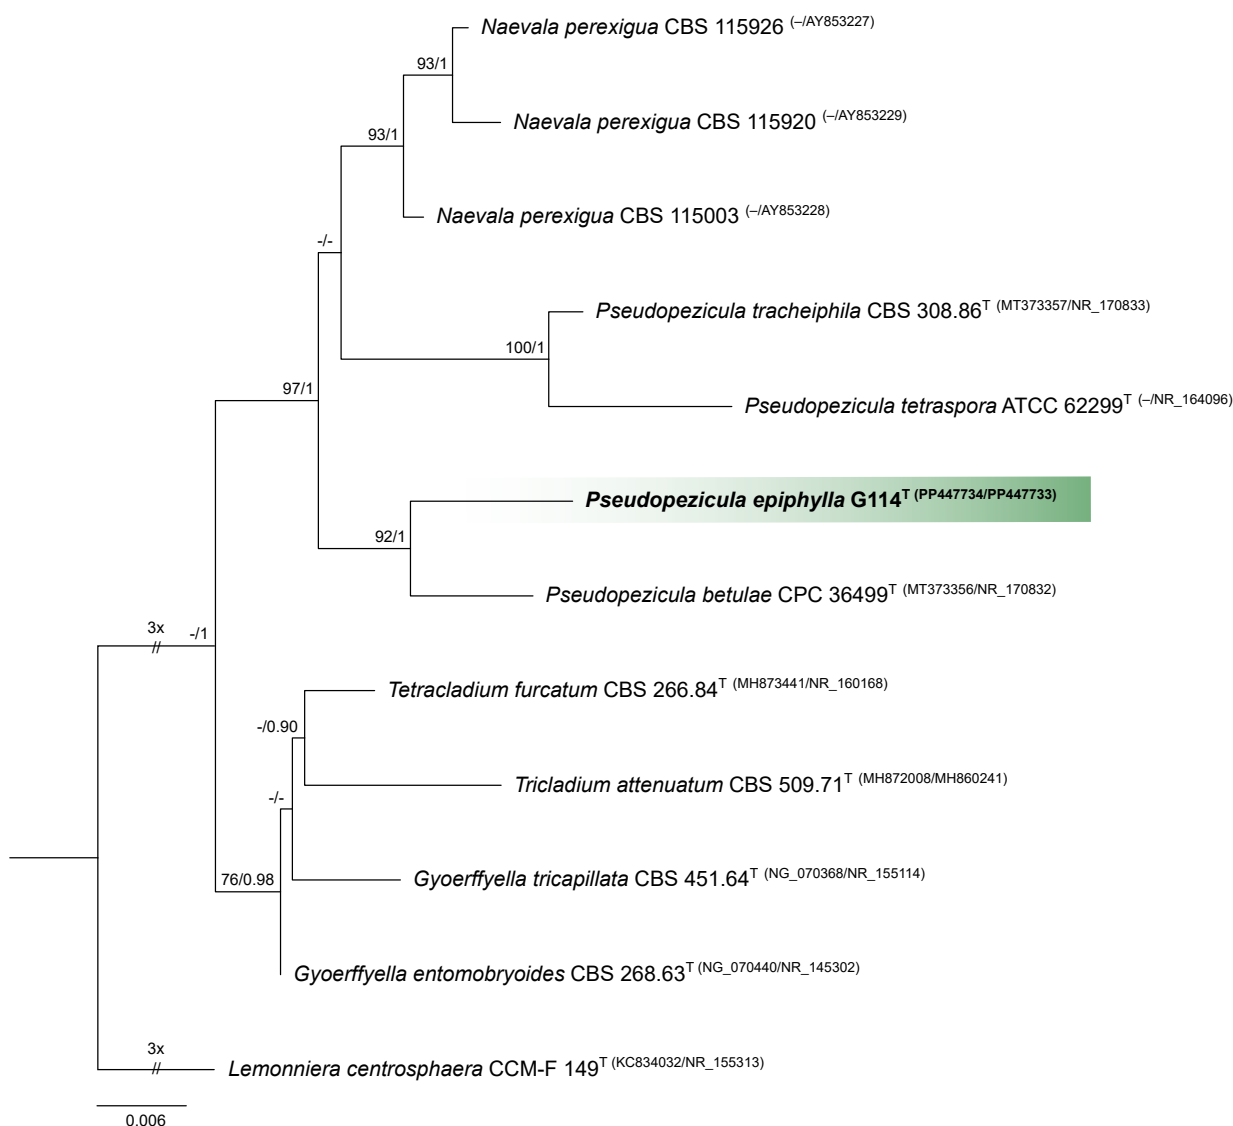 Naevala perexigua CBS 115926 (–/AY853227)
93/1
Naevala perexigua CBS 115920 (–/AY853229)
93/1
Naevala perexigua CBS 115003 (–/AY853228)
-/-
Pseudopezicula tracheiphila CBS 308.86T (MT373357/NR_170833)
100/1
97/1
Pseudopezicula tetraspora ATCC 62299T (–/NR_164096)
Pseudopezicula epiphylla G114T (PP447734/PP447733)
92/1
Pseudopezicula betulae CPC 36499T (MT373356/NR_170832)
3x
-/1
Tetracladium furcatum CBS 266.84T (MH873441/NR_160168)
-/0.90
Tricladium attenuatum CBS 509.71T (MH872008/MH860241)
-/-
76/0.98
Gyoerffyella tricapillata CBS 451.64T (NG_070368/NR_155114)
Gyoerffyella entomobryoides CBS 268.63T (NG_070440/NR_145302)
3x
Lemonniera centrosphaera CCM-F 149T (KC834032/NR_155313)
0.006